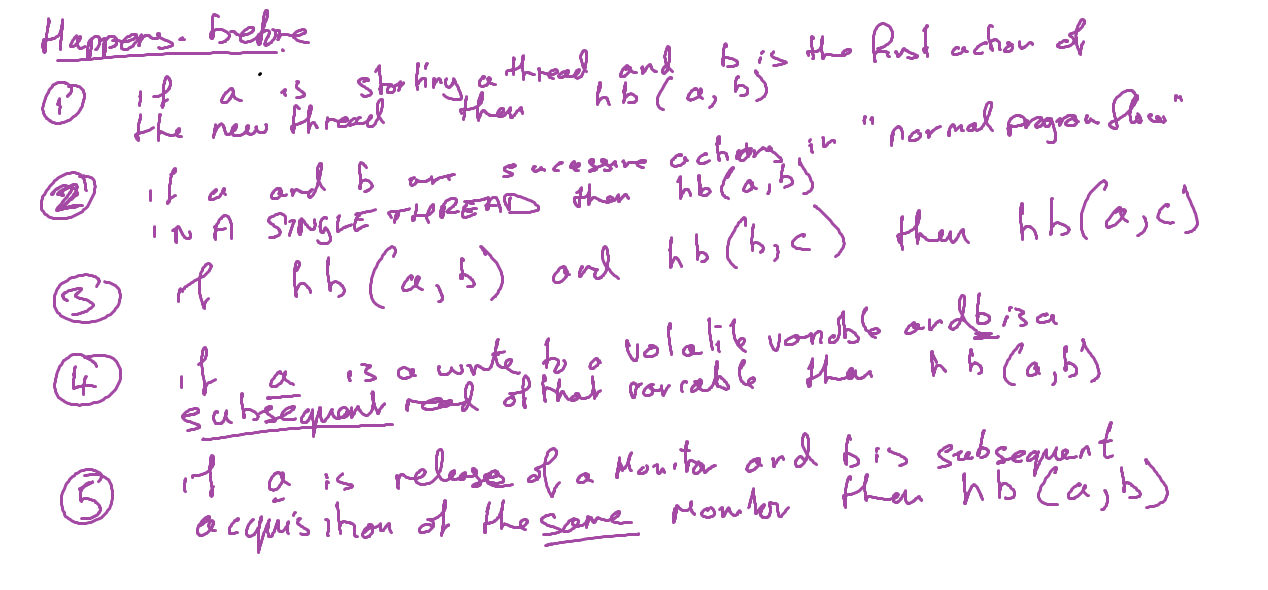 Happens-before
① if a is starting a thread and b is the first action of
the new thread then hb(a,b)
② if a and b are sucessive actions in "normal program flow"
IN A SINGLE THREAD then hb(a,b)
③ if hb(a,b) and hb(b,c) then hb(a,c)
④ if a is a write to a volatile variable and b is a
subsequent read of that variable then hb(a,b)
⑤ if a is release of a Monitor and b is subsequent
acquisition of the same Monitor then hb(a,b)